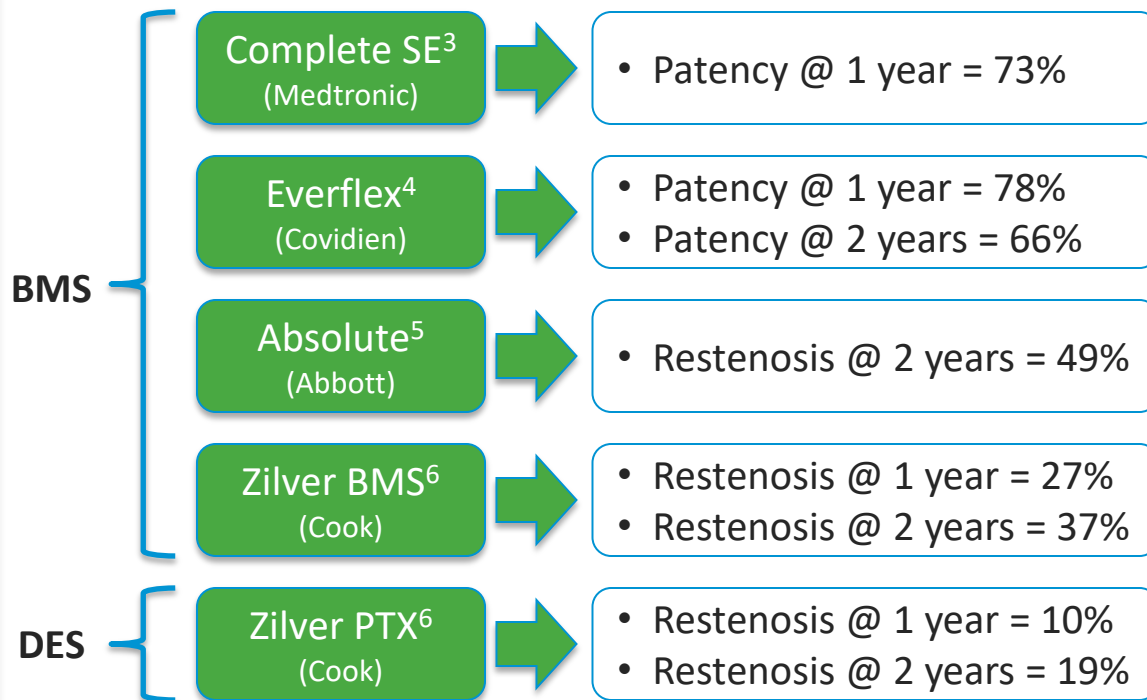 Complete SE³
(Medtronic)
• Patency @ 1 year = 73%
Everflex⁴
(Covidien)
• Patency @ 1 year = 78%
• Patency @ 2 years = 66%
BMS
Absolute⁵
(Abbott)
• Restenosis @ 2 years = 49%
Zilver BMS⁶
(Cook)
• Restenosis @ 1 year = 27%
• Restenosis @ 2 years = 37%
DES
Zilver PTX⁶
(Cook)
• Restenosis @ 1 year = 10%
• Restenosis @ 2 years = 19%